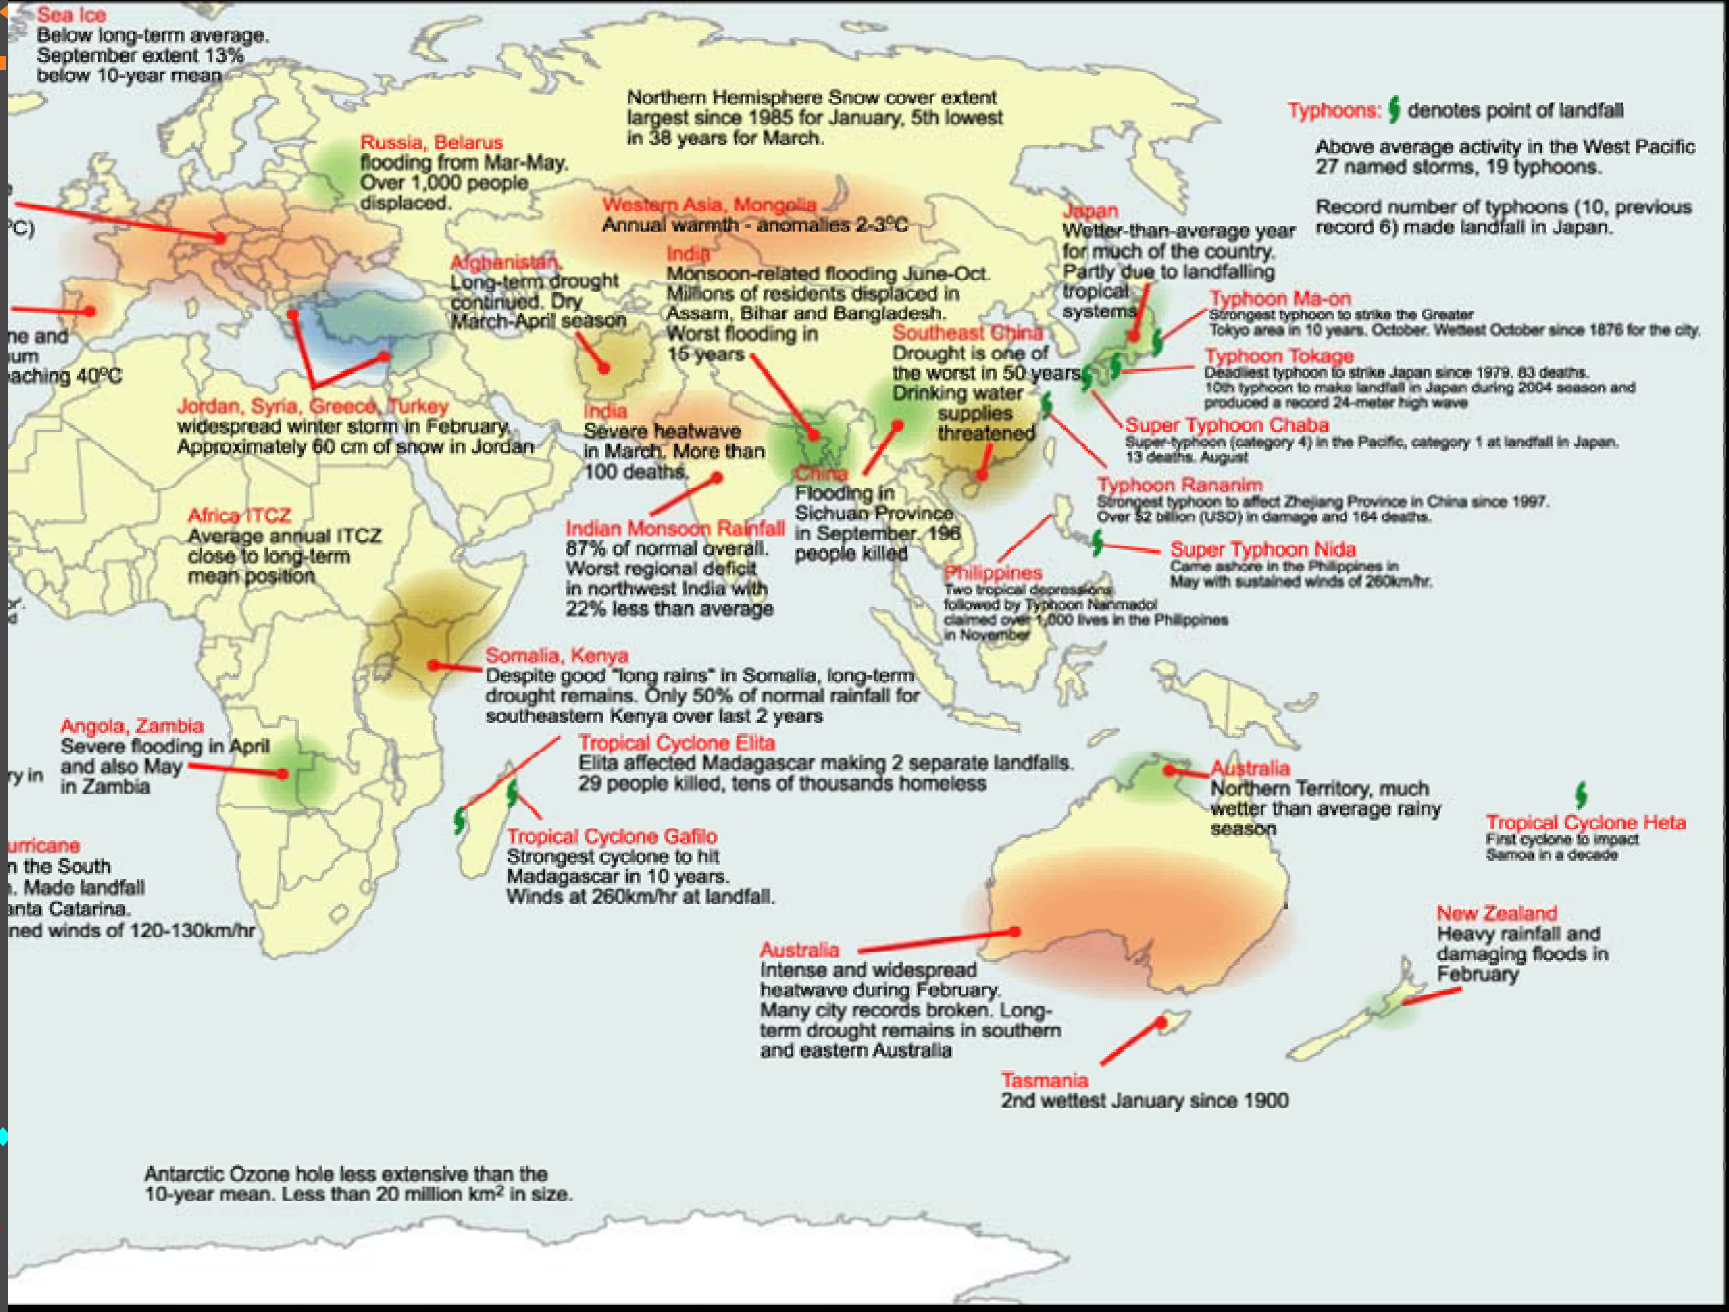 Sea Ice
Below long-term average.
September extent 13%
below 10-year mean
Northern Hemisphere Snow cover extent
largest since 1985 for January, 5th lowest
in 38 years for March.
Typhoons: denotes point of landfall
Above average activity in the West Pacific
27 named storms, 19 typhoons.
Record number of typhoons (10, previous
record 6) made landfall in Japan.
Russia, Belarus
flooding from Mar-May.
Over 1,000 people
displaced.
°C)
Western Asia, Mongolia
Annual warmth - anomalies 2-3ºC
Japan
Wetter-than-average year
for much of the country.
Partly due to landfalling
tropical
systems
Afghanistan.
Long-term drought
continued. Dry
March-April season
India
Monsoon-related flooding June-Oct.
Millions of residents displaced in
Assam, Bihar and Bangladesh.
Worst flooding in
15 years
Typhoon Ma-on
Strongest typhoon to strike the Greater
Tokyo area in 10 years. October. Wettest October since 1876 for the city.
Southeast China
Drought is one of
the worst in 50 years
Drinking water
supplies
threatened
Typhoon Tokage
Deadliest typhoon to strike Japan since 1979. 83 deaths.
10th typhoon to make landfall in Japan during 2004 season and
produced a record 24-meter high wave
ne and
um
aching 40ºC
Jordan, Syria, Greece, Turkey
widespread winter storm in February.
Approximately 60 cm of snow in Jordan
India
Severe heatwave
in March. More than
100 deaths.
Super Typhoon Chaba
Super-typhoon (category 4) in the Pacific, category 1 at landfall in Japan.
13 deaths. August
China
Flooding in
Sichuan Province
in September. 196
people killed
Typhoon Rananim
Strongest typhoon to affect Zhejiang Province in China since 1997.
Over $2 billion (USD) in damage and 164 deaths.
Africa ITCZ
Average annual ITCZ
close to long-term
mean position
Indian Monsoon Rainfall
87% of normal overall.
Worst regional deficit
in northwest India with
22% less than average
Super Typhoon Nida
Came ashore in the Philippines in
May with sustained winds of 260km/hr.
Philippines
Two tropical depressions
followed by Typhoon Nanmadol
claimed over 1,000 lives in the Philippines
in November
Somalia, Kenya
Despite good "long rains" in Somalia, long-term
drought remains. Only 50% of normal rainfall for
southeastern Kenya over last 2 years
Angola, Zambia
Severe flooding in April
and also May
in Zambia
ry in
Tropical Cyclone Elita
Elita affected Madagascar making 2 separate landfalls.
29 people killed, tens of thousands homeless
Australia
Northern Territory, much
wetter than average rainy
season
Tropical Cyclone Gafilo
Strongest cyclone to hit
Madagascar in 10 years.
Winds at 260km/hr at landfall.
Tropical Cyclone Heta
First cyclone to impact
Samoa in a decade
urricane
n the South
. Made landfall
anta Catarina.
ned winds of 120-130km/hr
Australia
Intense and widespread
heatwave during February.
Many city records broken. Long-
term drought remains in southern
and eastern Australia
New Zealand
Heavy rainfall and
damaging floods in
February
Tasmania
2nd wettest January since 1900
Antarctic Ozone hole less extensive than the
10-year mean. Less than 20 million km² in size.